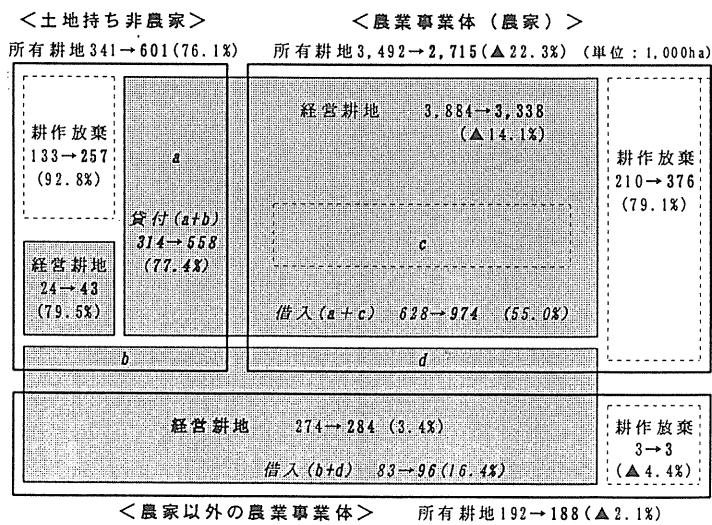 ＜土地持ち非農家＞
＜農業事業体（農家）＞
所有耕地341→601(76.1%)
所有耕地3,492→2,715(▲22.3%)
(単位：1,000ha)
耕作放棄
133→257
(92.8%)
a
経営耕地 3,884→3,338
(▲14.1%)
耕作放棄
210→376
(79.1%)
貸付(a+b)
314→558
(77.4%)
c
経営耕地
24→43
(79.5%)
借入(a＋c) 628→974 (55.0%)
b
d
経営耕地 274→284 (3.4%)
借入(b+d) 83→96(16.4%)
耕作放棄
3→3
(▲4.4%)
＜農家以外の農業事業体＞
所有耕地192→188(▲2.1%)